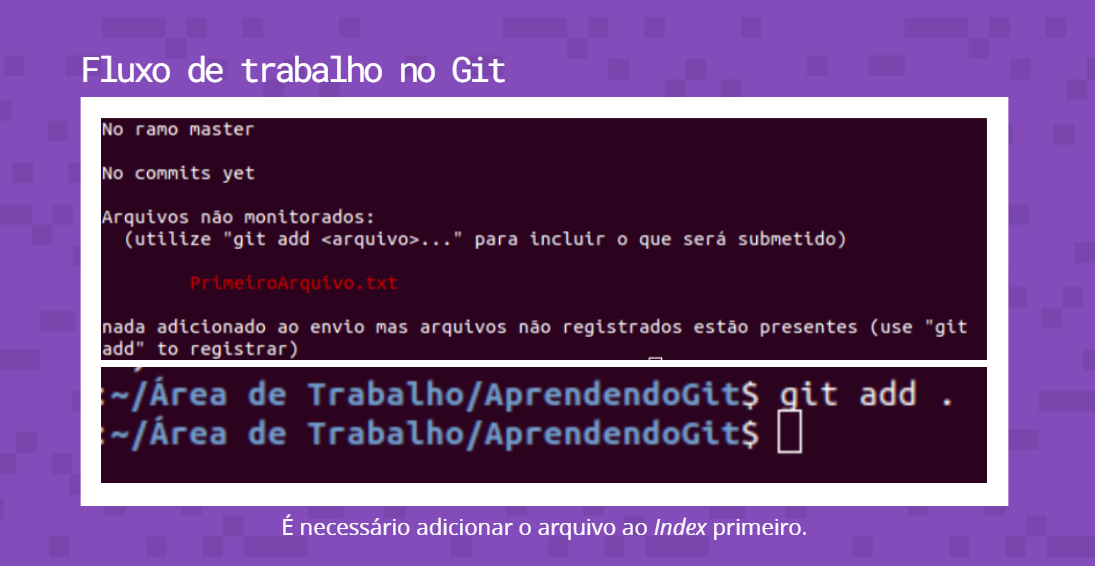 Fluxo de trabalho no Git
No ramo master
No commits yet
Arquivos não monitorados:
(utilize "git add <arquivo>..." para incluir o que será submetido)
PrimeiroArquivo.txt
nada adicionado ao envio mas arquivos não registrados estão presentes (use "git
add" to registrar)
:~/Área de Trabalho/AprendendoGit$ git add .
:~/Área de Trabalho/AprendendoGit$
É necessário adicionar o arquivo ao Index primeiro.